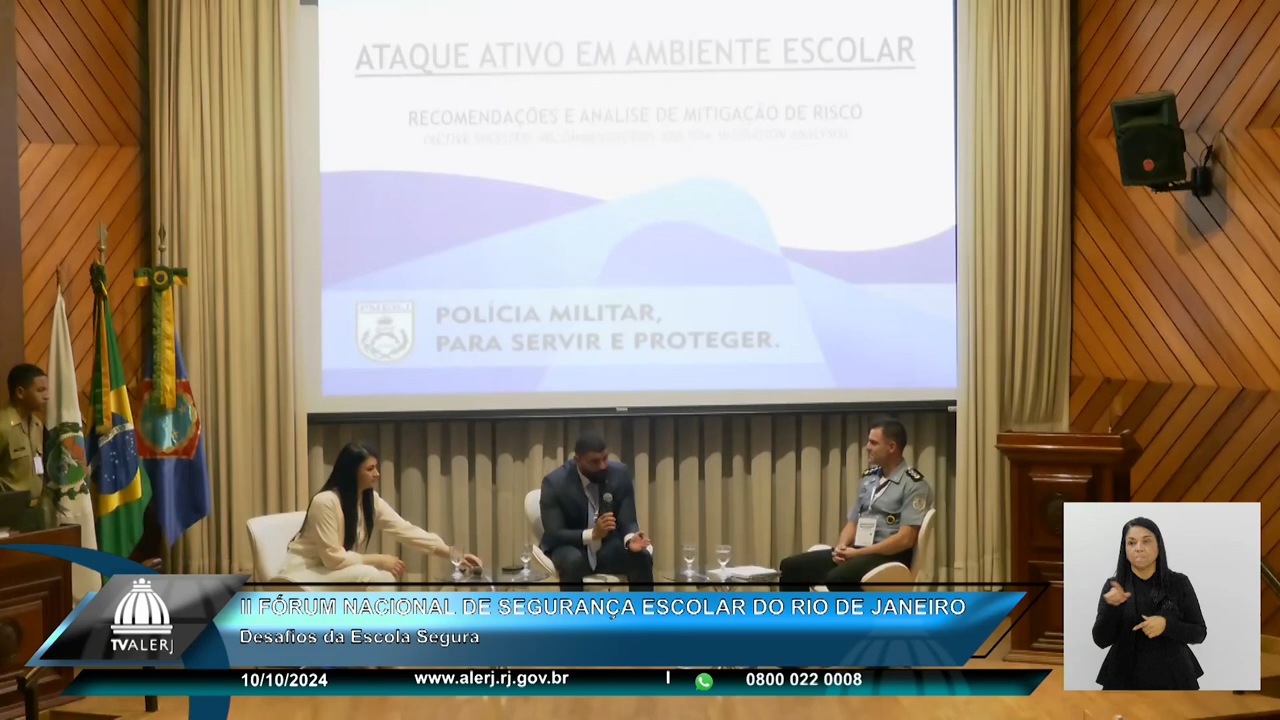 ATAQUE ATIVO EM AMBIENTE ESCOLAR
RECOMENDAÇÕES E ANALISE DE MITIGAÇÃO DE RISCO
PMERJ
POLÍCIA MILITAR,
PARA SERVIR E PROTEGER.
II FÓRUM NACIONAL DE SEGURANÇA ESCOLAR DO RIO DE JANEIRO
Desafios da Escola Segura
TVALERJ
10/10/2024 www.alerj.rj.gov.br | 0800 022 0008